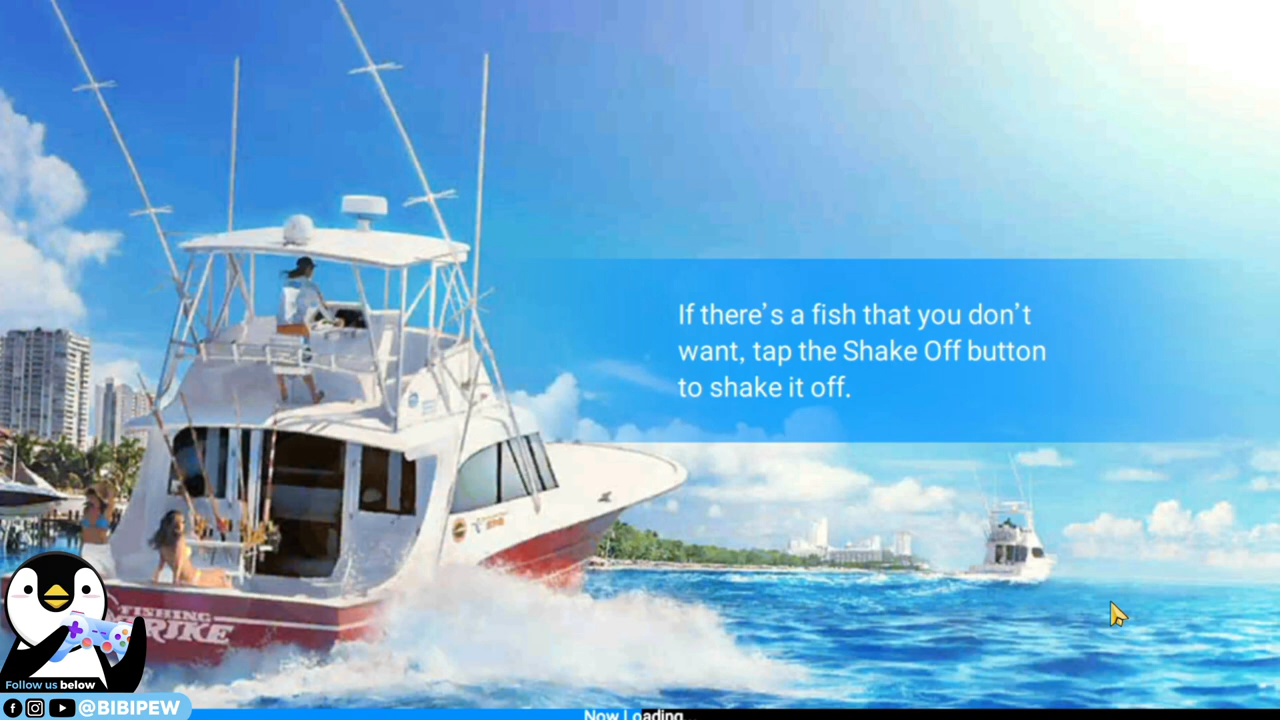 If there's a fish that you don't
want, tap the Shake Off button
to shake it off.
FISHING
STRIKE
Follow us below
@BIBIPEW
Now Loading...